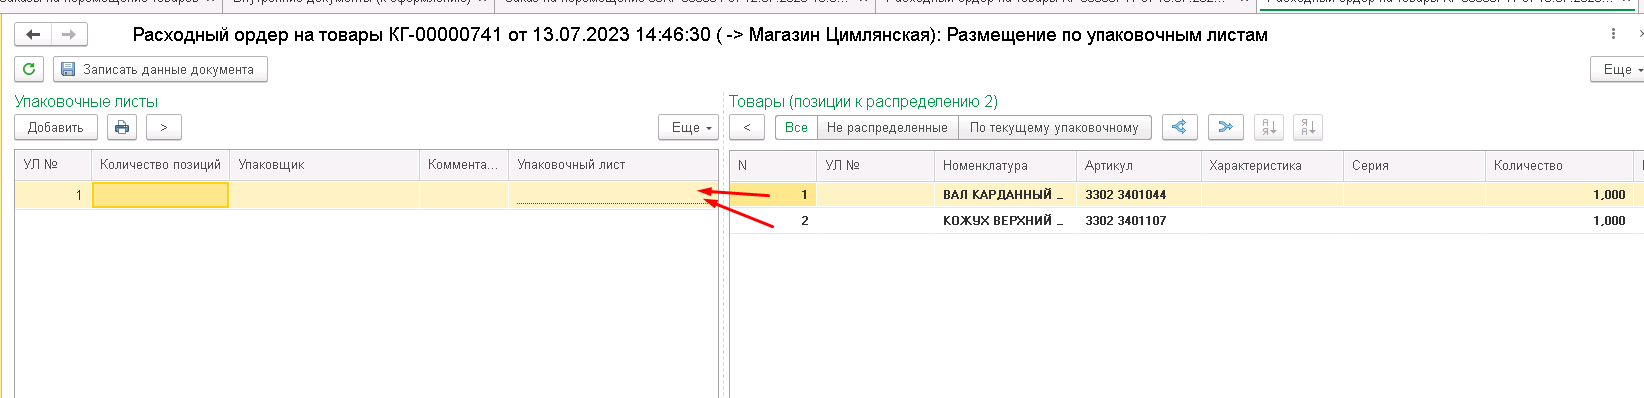 Расходный ордер на товары КГ-00000741 от 13.07.2023 14:46:30 ( -> Магазин Цимлянская): Размещение по упаковочным листам
Записать данные документа
Еще
Упаковочные листы
Товары (позиции к распределению 2)
Добавить
>
Еще
<
Все
Не распределенные
По текущему упаковочному
УЛ №
Количество позиций
Упаковщик
Коммента...
Упаковочный лист
N
УЛ №
Номенклатура
Артикул
Характеристика
Серия
Количество
1
1
ВАЛ КАРДАННЫЙ ...
3302 3401044
1,000
2
КОЖУХ ВЕРХНИЙ ...
3302 3401107
1,000